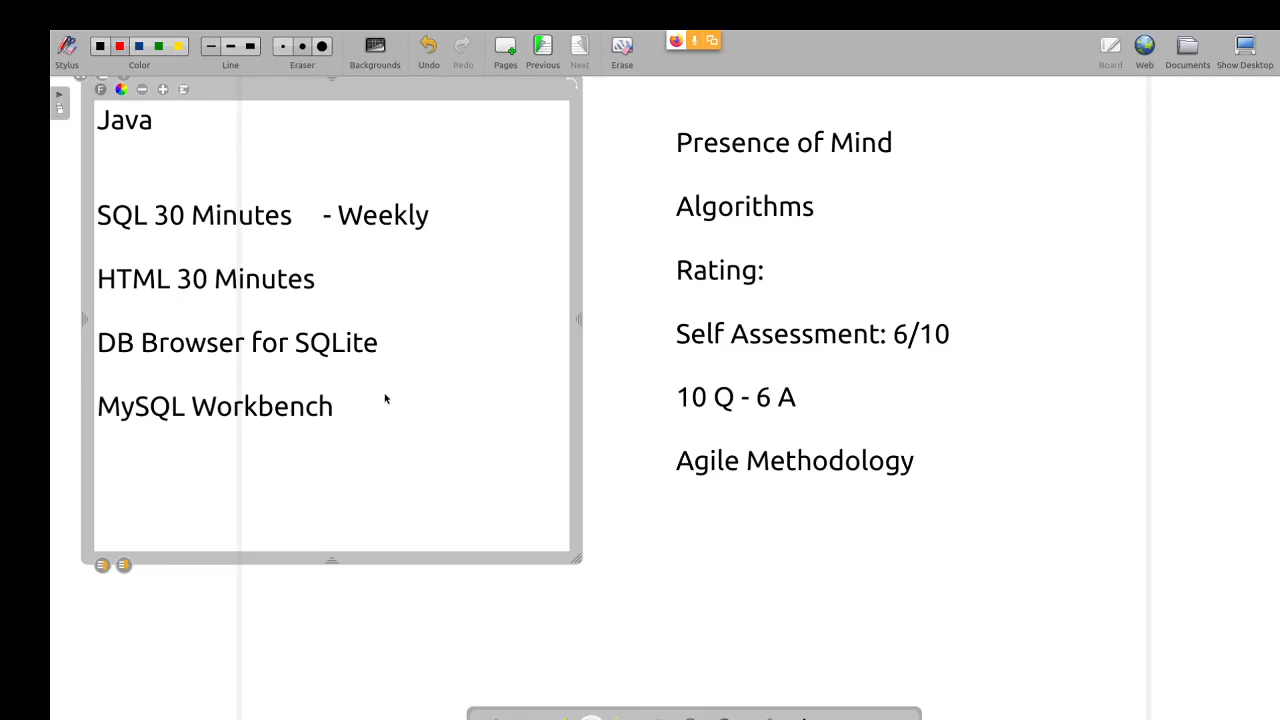 Stylus
Color
Line
Eraser
Backgrounds
Undo
Redo
Pages
Previous
Next
Erase
Board
Web
Documents
Show Desktop
Java
SQL 30 Minutes - Weekly
HTML 30 Minutes
DB Browser for SQLite
MySQL Workbench
Presence of Mind
Algorithms
Rating:
Self Assessment: 6/10
10 Q - 6 A
Agile Methodology